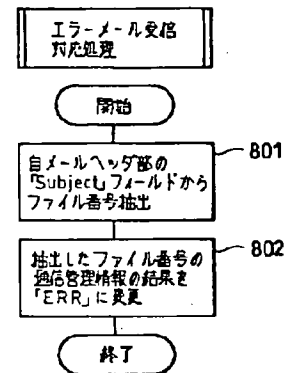 エラーメール受信
対応処理
開始
自メールヘッダ部の
「Subject」フィールドから
ファイル番号抽出
801
抽出したファイル番号の
通信管理情報の結果を
「ERR」に変更
802
終了